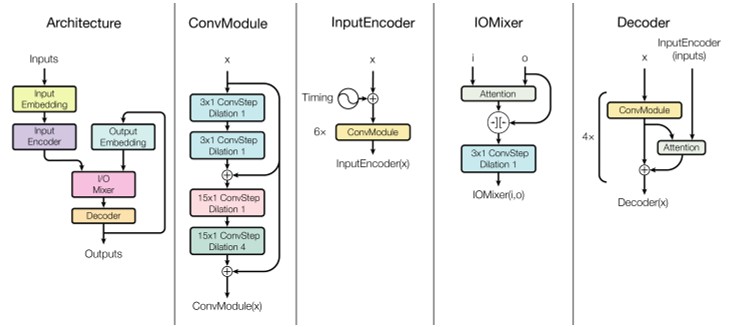 Architecture
Inputs
Input
Embedding
Input
Encoder
Output
Embedding
I/O
Mixer
Decoder
Outputs
ConvModule
x
3x1 ConvStep
Dilation 1
3x1 ConvStep
Dilation 1
15x1 ConvStep
Dilation 1
15x1 ConvStep
Dilation 4
ConvModule(x)
InputEncoder
x
Timing
6x
ConvModule
InputEncoder(x)
IOMixer
i
o
Attention
-][-
3x1 ConvStep
Dilation 1
IOMixer(i,o)
Decoder
InputEncoder
(inputs)
x
ConvModule
4x
Attention
Decoder(x)